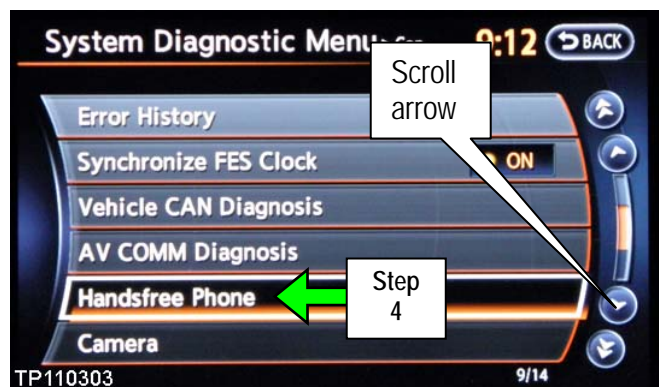 System Diagnostic Menu 9:12 BACK
Scroll
arrow
Error History
Synchronize FES Clock ON
Vehicle CAN Diagnosis
AV COMM Diagnosis
Handsfree Phone
Step
4
Camera
TP110303 9/14